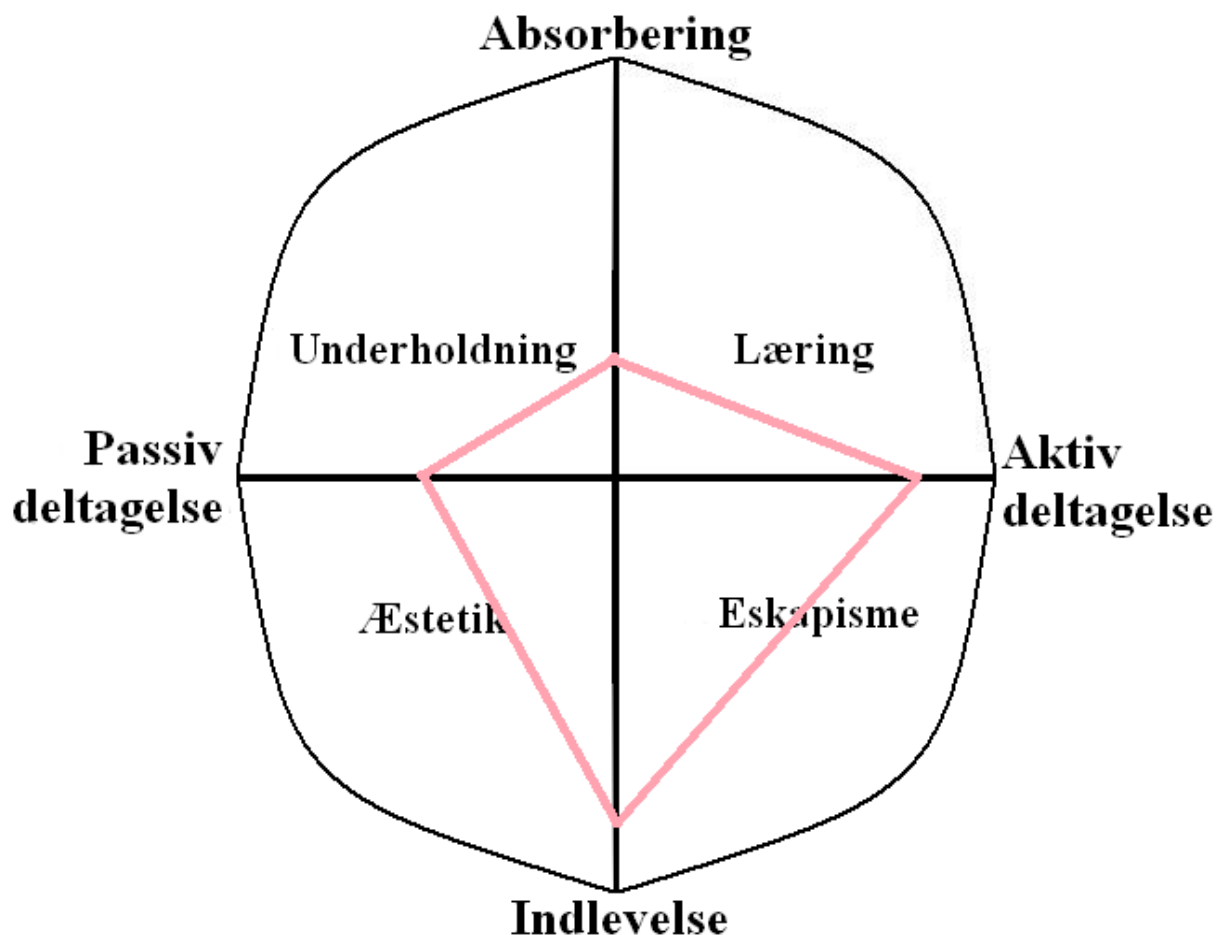 Absorbering
Underholdning
Læring
Passiv
deltagelse
Aktiv
deltagelse
Æstetik
Eskapisme
Indlevelse